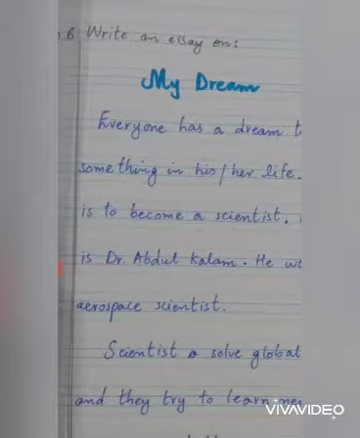 6 Write an essay on:
My Dream
Everyone has a dream t
something in his/her life.
is to become a scientist.
is Dr. Abdul Kalam. He w
aerospace scientist.
Scientist a solve global
and they try to learn
VIVAVIDEO